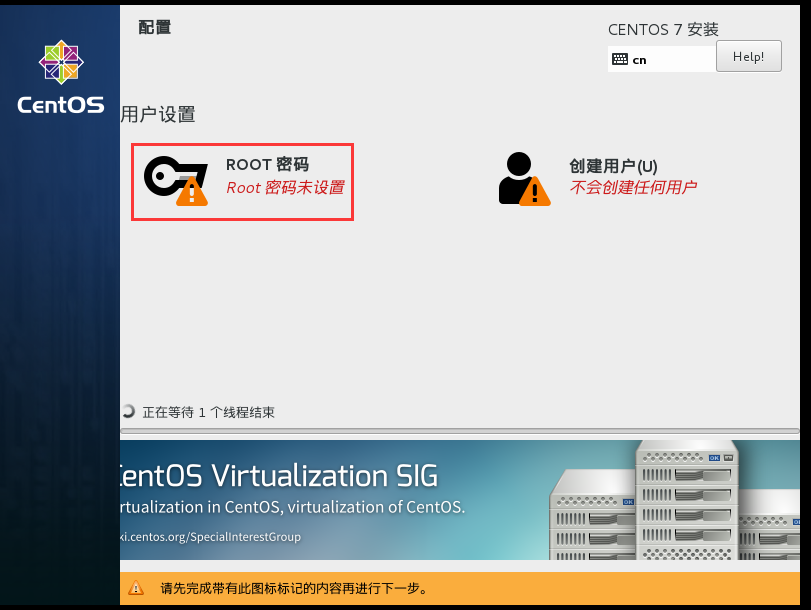 配置
CENTOS 7 安装
cn
Help!
CentOS
用户设置
ROOT 密码
Root 密码未设置
创建用户(U)
不会创建任何用户
正在等待 1 个线程结束
entOS Virtualization SIG
rtualization in CentOS, virtualization of CentOS.
ki.centos.org/SpecialInterestGroup
请先完成带有此图标标记的内容再进行下一步。